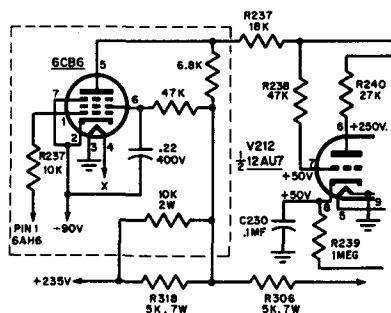 R237
18K
6CB6
5
6.8K
7
6
47K
1
2
3
4
R237
10K
.22
400V
X
PIN 1
6AH6
-90V
10K
2W
+235V
R318
5K,7W
R306
5K,7W
R238
47K
R240
27K
V212
½ 12AU7
6
+250V.
+50V
7
+50V
8
5
9
C230
.1MF
R239
1MEG